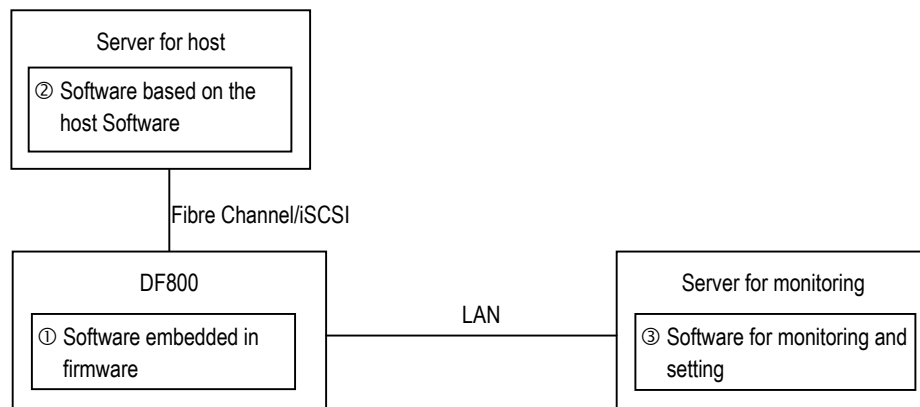 Server for host
② Software based on the
host Software
Fibre Channel/iSCSI
DF800
① Software embedded in
firmware
LAN
Server for monitoring
③ Software for monitoring and
setting